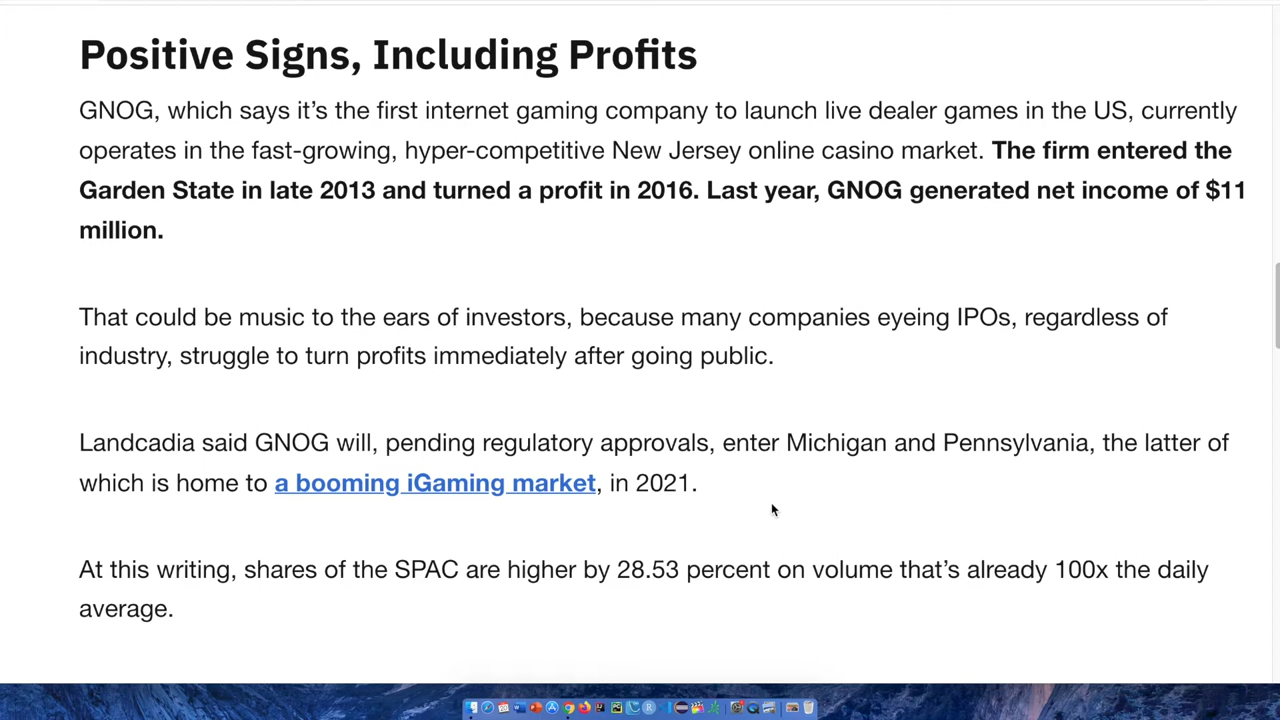 Positive Signs, Including Profits
GNOG, which says it’s the first internet gaming company to launch live dealer games in the US, currently
operates in the fast-growing, hyper-competitive New Jersey online casino market. The firm entered the
Garden State in late 2013 and turned a profit in 2016. Last year, GNOG generated net income of $11
million.
That could be music to the ears of investors, because many companies eyeing IPOs, regardless of
industry, struggle to turn profits immediately after going public.
Landcadia said GNOG will, pending regulatory approvals, enter Michigan and Pennsylvania, the latter of
which is home to a booming iGaming market, in 2021.
At this writing, shares of the SPAC are higher by 28.53 percent on volume that’s already 100x the daily
average.